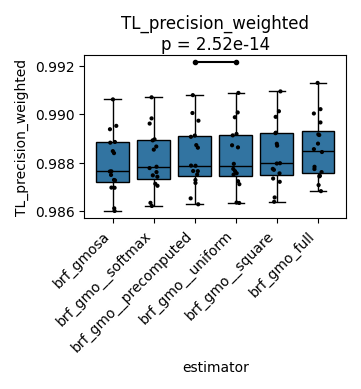 TL_precision_weighted
p = 2.52e-14
TL_precision_weighted
0.992
0.990
0.988
0.986
brf_gmosa
brf_gmo__softmax
brf_gmo__precomputed
brf_gmo__uniform
brf_gmo__square
brf_gmo_full
estimator